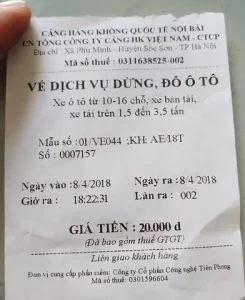 CẢNG HÀNG KHÔNG QUỐC TẾ NỘI BÀI
CN TỔNG CÔNG TY CẢNG HK VIỆT NAM - CTCP
Địa chỉ : Xã Phú Minh - Huyện Sóc Sơn - TP Hà Nội
Mã số thuế : 0311638525-002
VÉ DỊCH VỤ DỪNG, ĐỖ Ô TÔ
Xe ô tô từ 10-16 chỗ, xe bán tải,
xe tải trên 1,5 đến 3,5 tấn
Mẫu số :01/VE044 ;KH: AE/18T
Số : 0007157
Ngày vào : 8/4/2018 Ngày ra : 8/4/2018
Giờ ra : 18:22:31 Làn ra : 002
GIÁ TIỀN : 20.000 đ
(Đã bao gồm thuế GTGT)
Liên giao khách hàng
Đơn vị cung cấp phần mềm: Công ty Cổ phần Công nghệ Tiên Phong
Mã số thuế: 0301596604